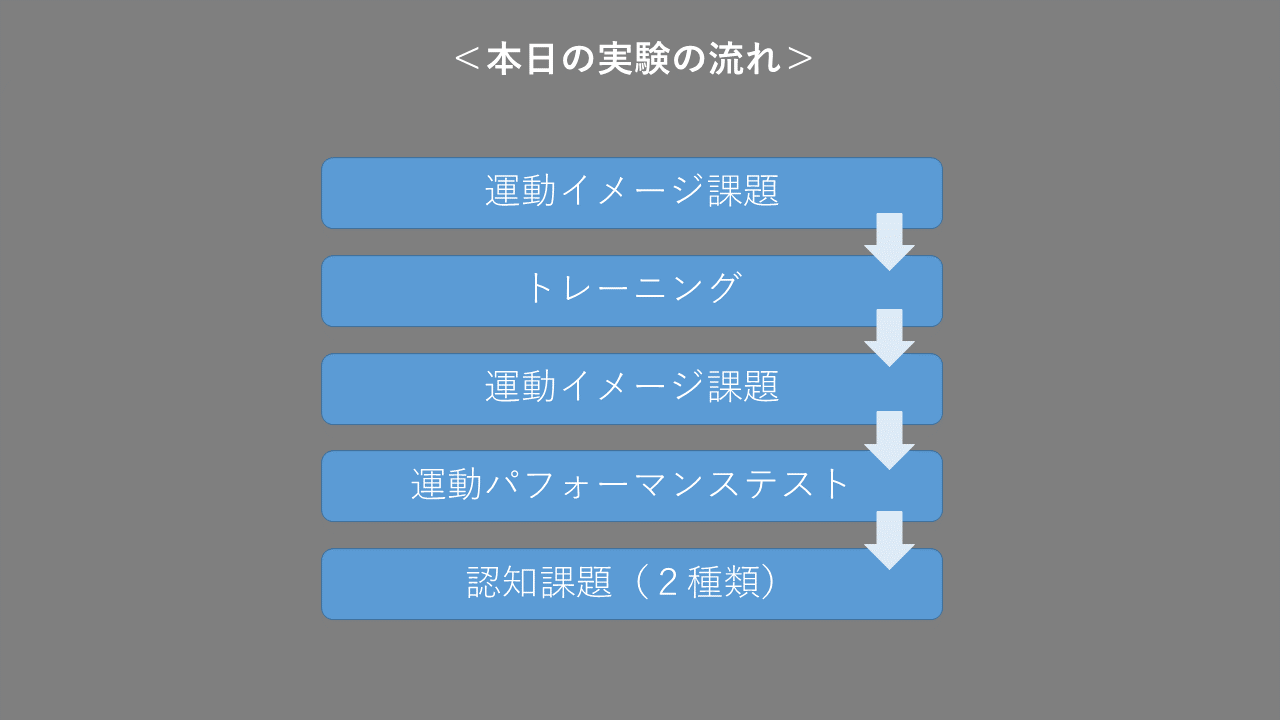 ＜本日の実験の流れ＞
運動イメージ課題
トレーニング
運動イメージ課題
運動パフォーマンステスト
認知課題（２種類）